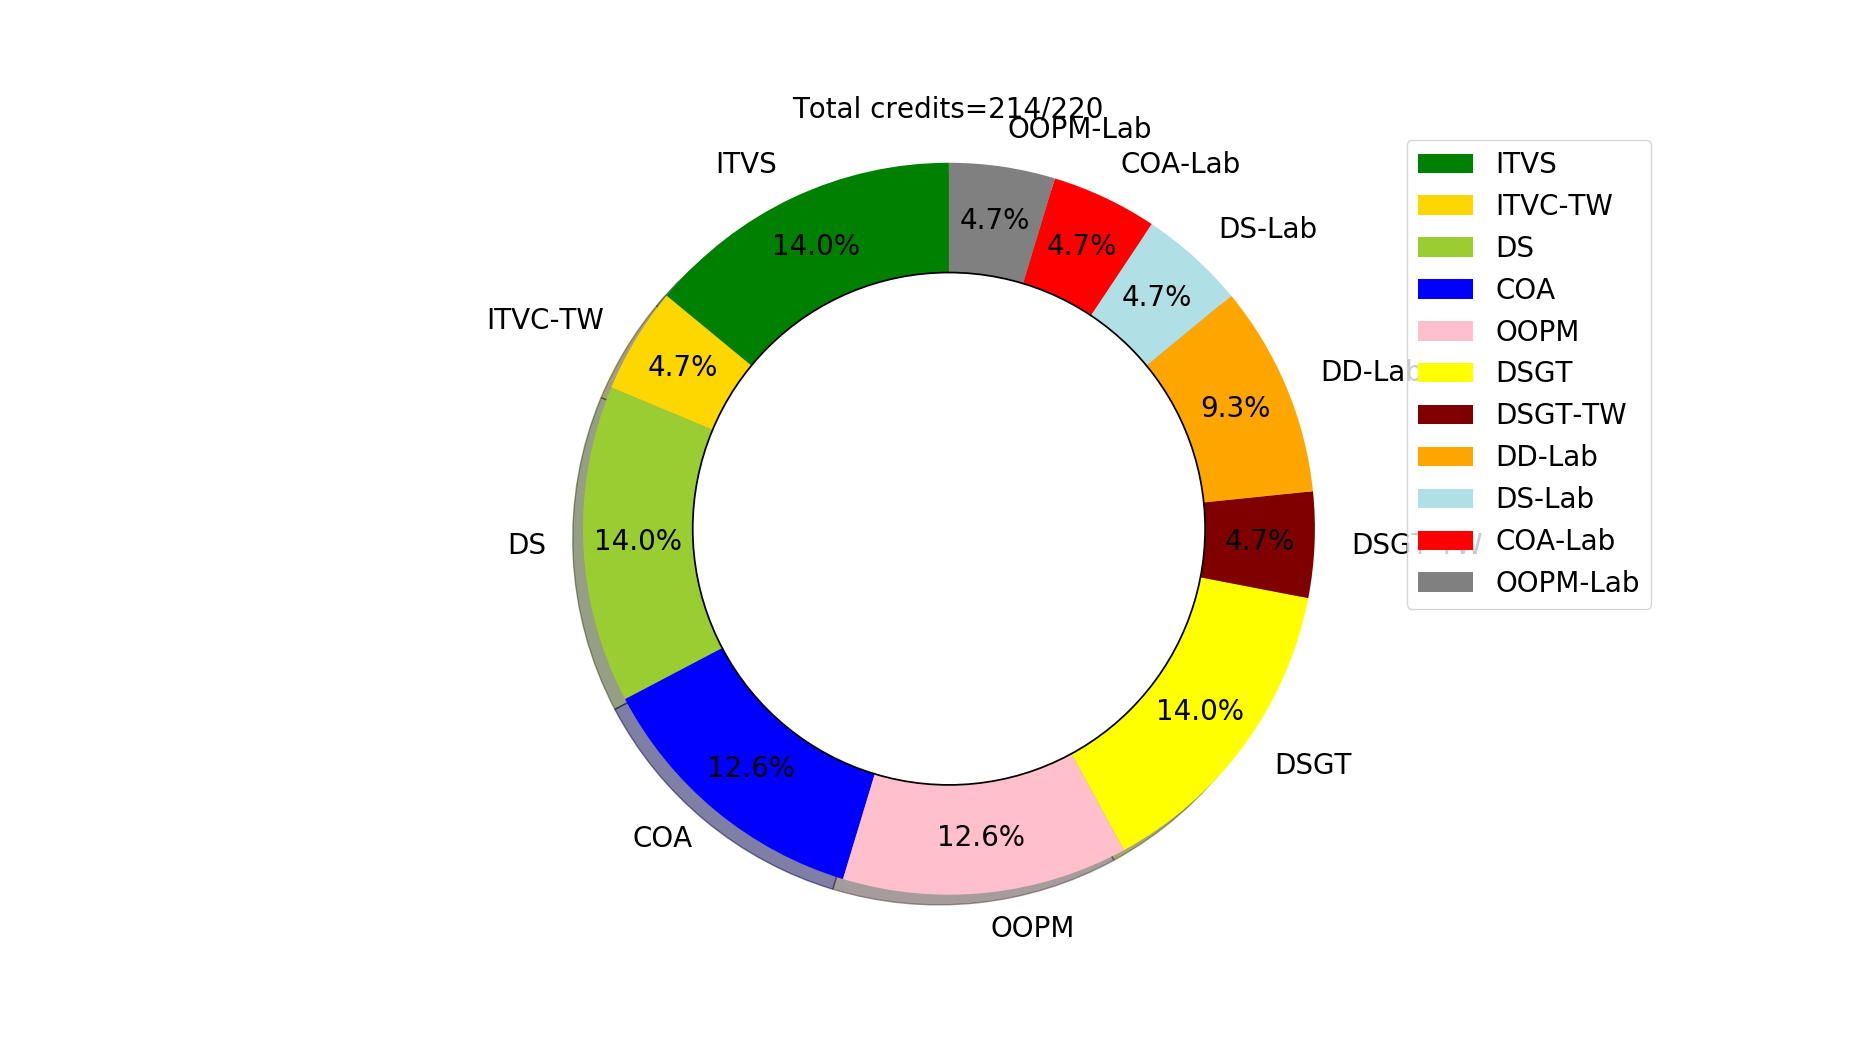 Total credits=214/220
OOPM-Lab
ITVS
COA-Lab
DS-Lab
ITVC-TW
DD-Lab
DS
DSGT-TW
DSGT
COA
OOPM
14.0%
4.7%
14.0%
12.6%
12.6%
14.0%
4.7%
9.3%
4.7%
4.7%
4.7%
ITVS
ITVC-TW
DS
COA
OOPM
DSGT
DSGT-TW
DD-Lab
DS-Lab
COA-Lab
OOPM-Lab